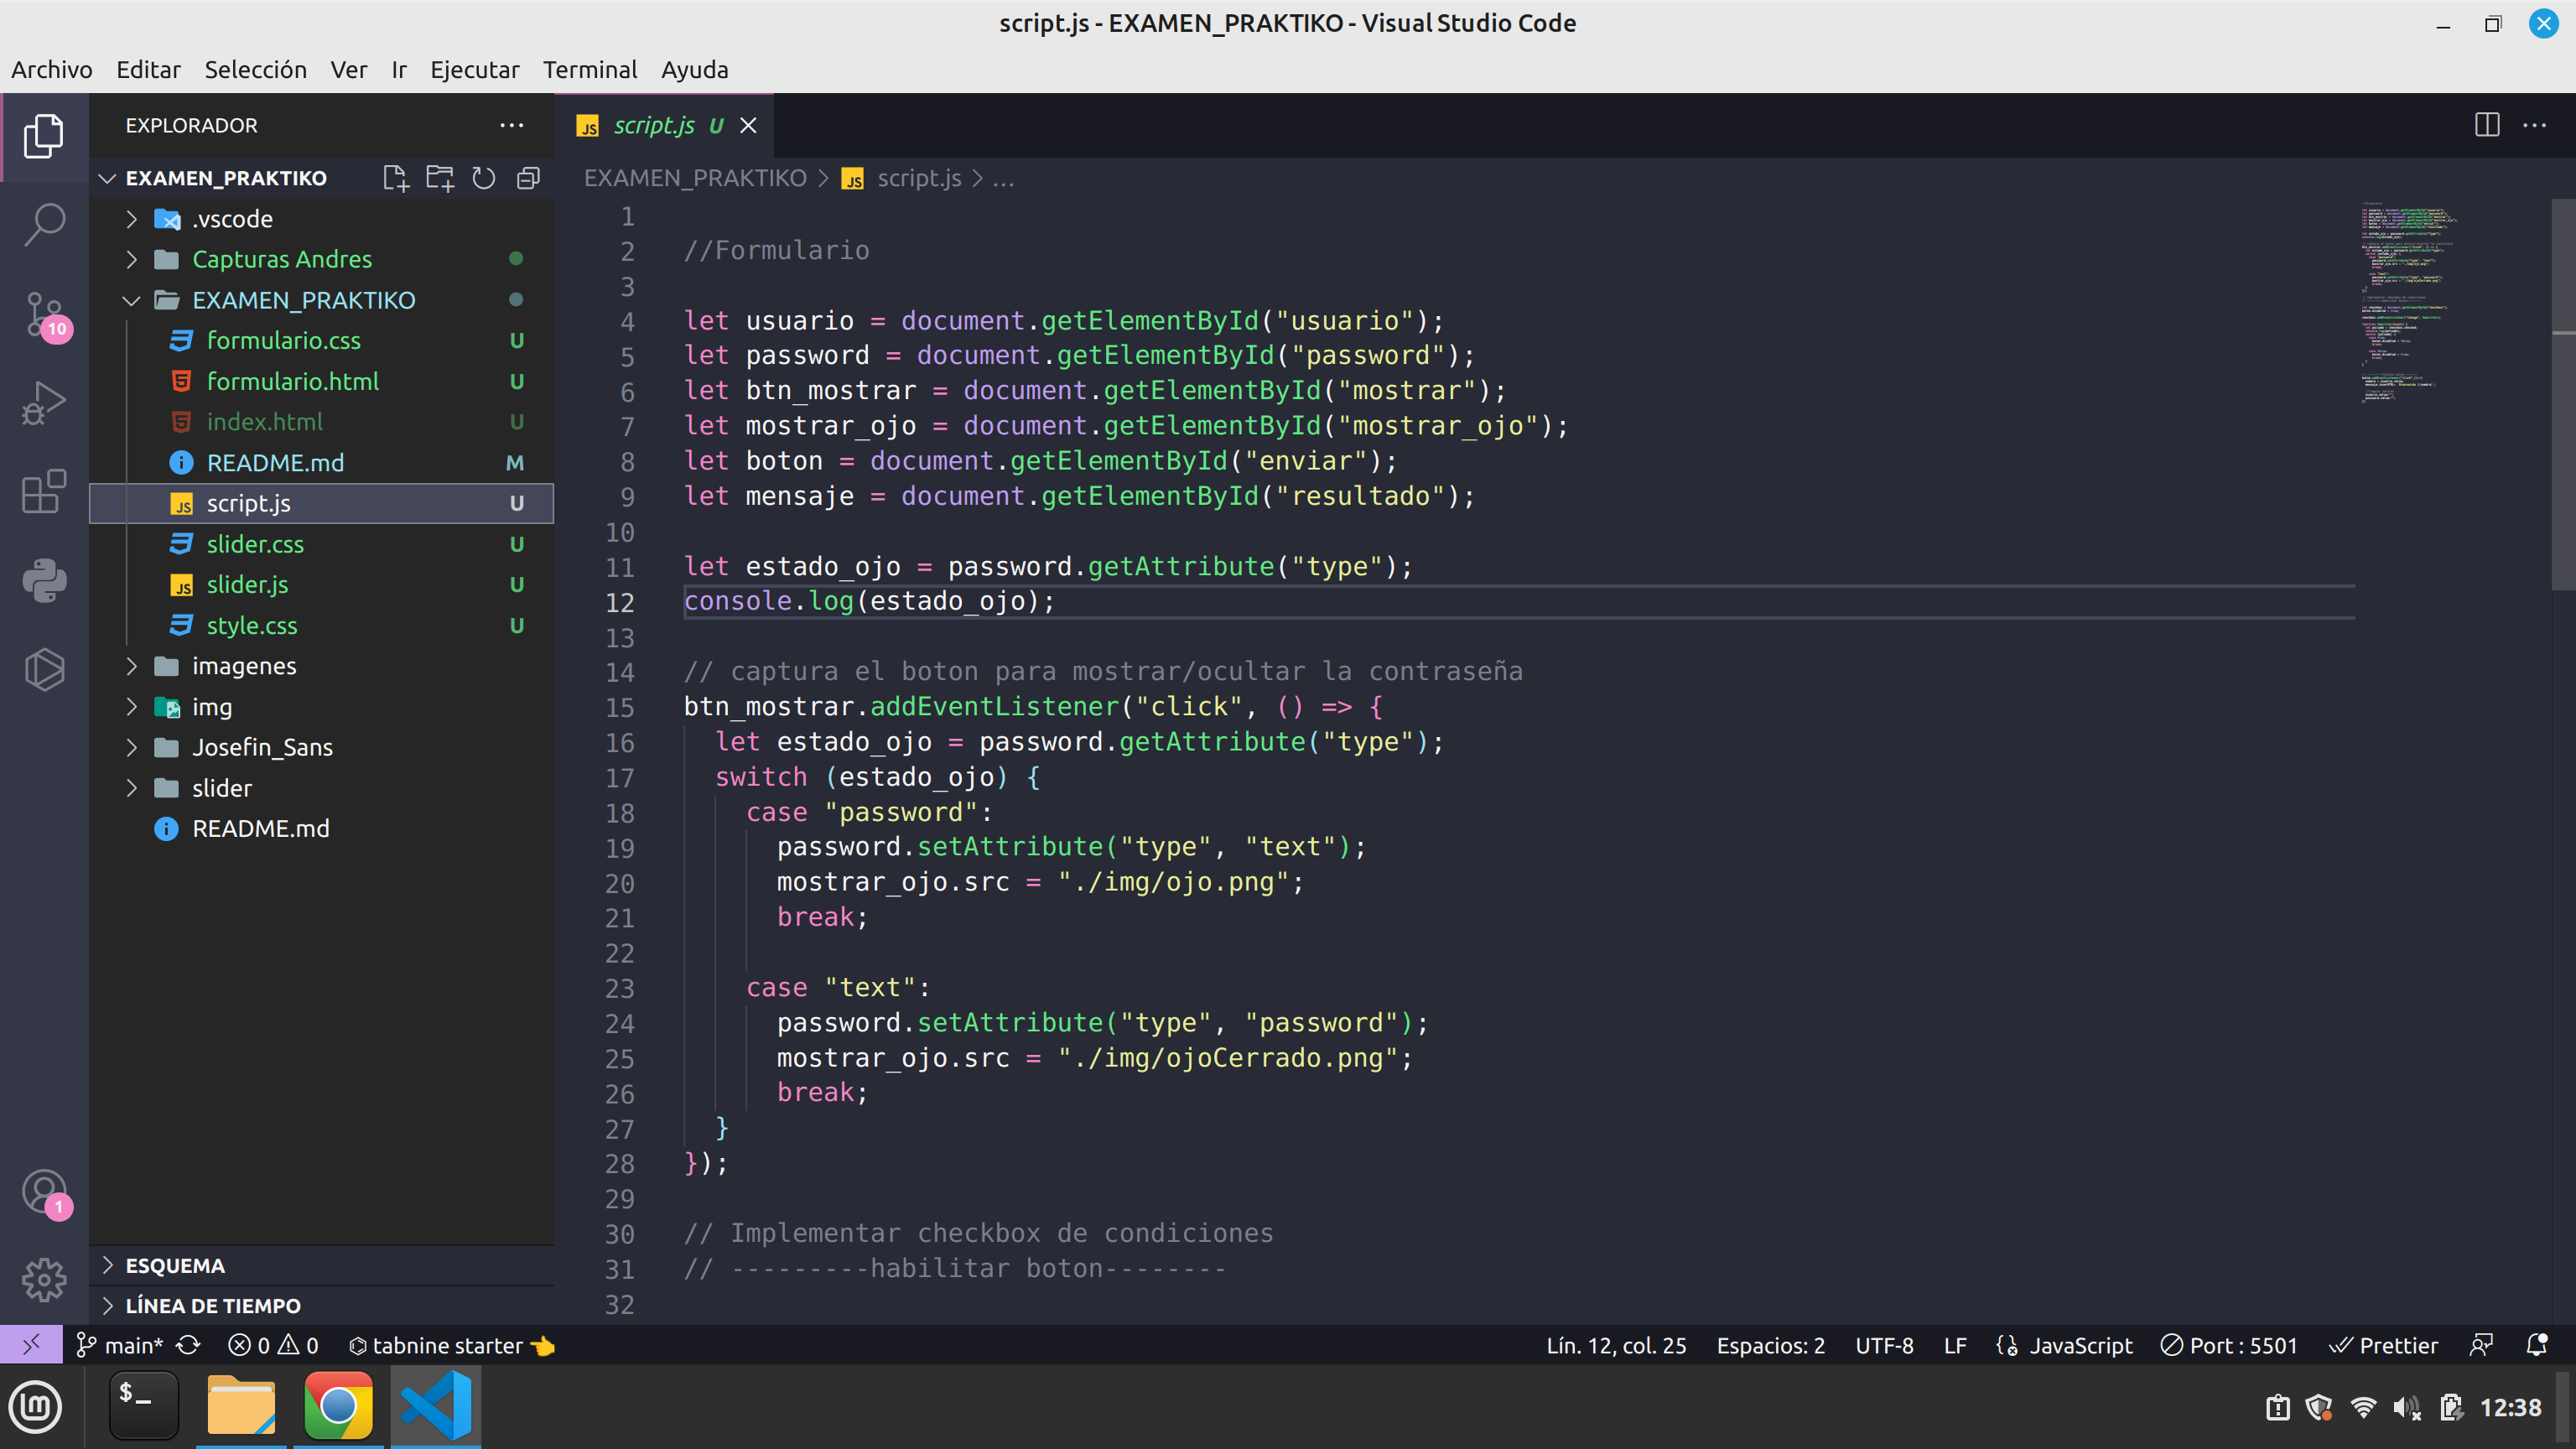 script.js - EXAMEN_PRAKTIKO - Visual Studio Code
Archivo Editar Selección Ver Ir Ejecutar Terminal Ayuda
EXPLORADOR
EXAMEN_PRAKTIKO
.vscode
Capturas Andres
EXAMEN_PRAKTIKO
formulario.css U
formulario.html U
index.html U
README.md M
script.js U
slider.css U
slider.js U
style.css U
imagenes
img
Josefin_Sans
slider
README.md
ESQUEMA
LÍNEA DE TIEMPO
10
1
JS script.js U
EXAMEN_PRAKTIKO > JS script.js > ...
1
2 //Formulario
3
4 let usuario = document.getElementById("usuario");
5 let password = document.getElementById("password");
6 let btn_mostrar = document.getElementById("mostrar");
7 let mostrar_ojo = document.getElementById("mostrar_ojo");
8 let boton = document.getElementById("enviar");
9 let mensaje = document.getElementById("resultado");
10
11 let estado_ojo = password.getAttribute("type");
12 console.log(estado_ojo);
13
14 // captura el boton para mostrar/ocultar la contraseña
15 btn_mostrar.addEventListener("click", () => {
16 let estado_ojo = password.getAttribute("type");
17 switch (estado_ojo) {
18 case "password":
19 password.setAttribute("type", "text");
20 mostrar_ojo.src = "./img/ojo.png";
21 break;
22
23 case "text":
24 password.setAttribute("type", "password");
25 mostrar_ojo.src = "./img/ojoCerrado.png";
26 break;
27 }
28 });
29
30 // Implementar checkbox de condiciones
31 // ---------habilitar boton--------
32
main* 0 0 tabnine starter Lín. 12, col. 25 Espacios: 2 UTF-8 LF JavaScript Port : 5501 Prettier
$_
12:38